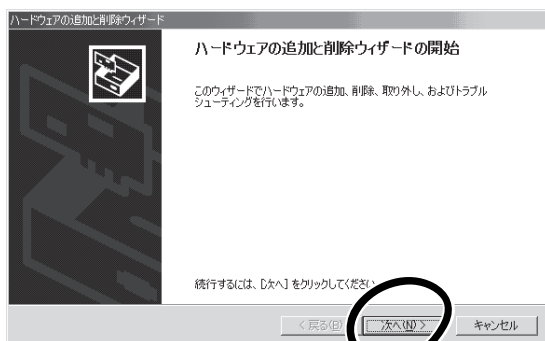 ハードウェアの追加と削除ウィザード
ハードウェアの追加と削除ウィザードの開始
このウィザードでハードウェアの追加、削除、取り外し、およびトラブル
シューティングを行います。
続行するには、[次へ] をクリックしてください
< 戻る(B)
次へ(N) >
キャンセル